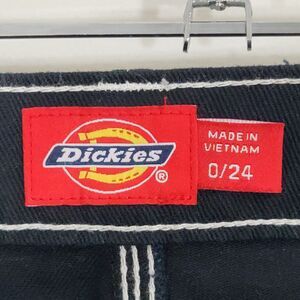 Dickies
®
MADE IN
VIETNAM
0/24